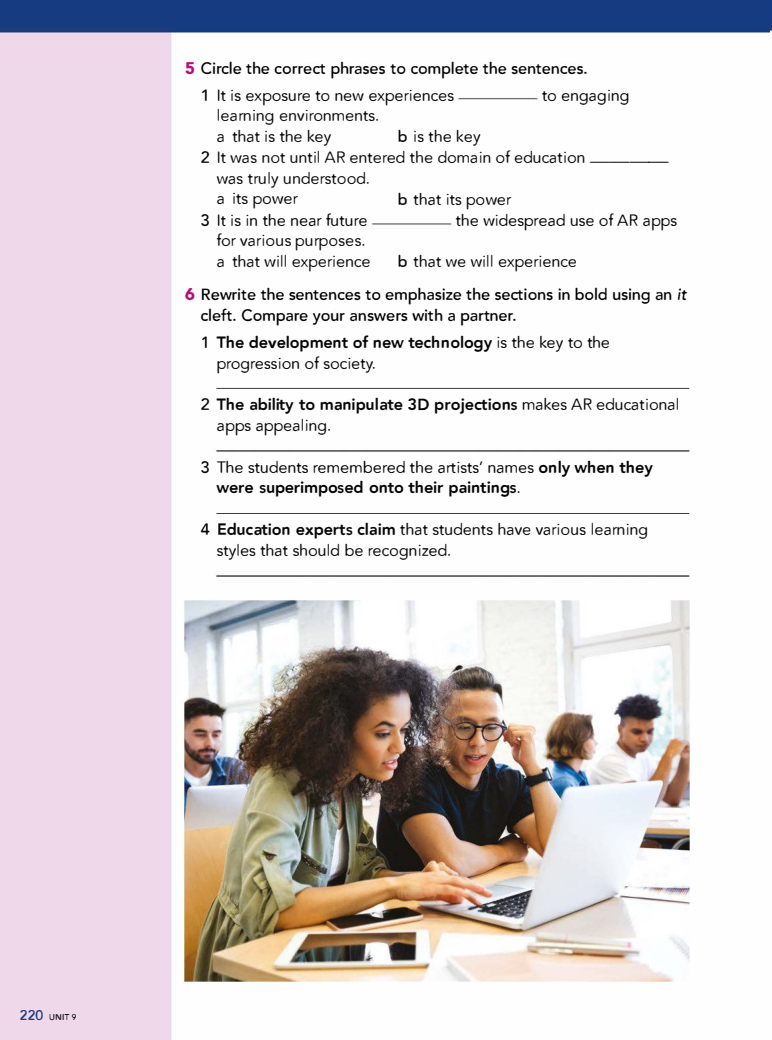 5 Circle the correct phrases to complete the sentences.
1 It is exposure to new experiences __________ to engaging
learning environments.
a that is the key b is the key
2 It was not until AR entered the domain of education __________
was truly understood.
a its power b that its power
3 It is in the near future __________ the widespread use of AR apps
for various purposes.
a that will experience b that we will experience
6 Rewrite the sentences to emphasize the sections in bold using an it
cleft. Compare your answers with a partner.
1 The development of new technology is the key to the
progression of society.
2 The ability to manipulate 3D projections makes AR educational
apps appealing.
3 The students remembered the artists’ names only when they
were superimposed onto their paintings.
4 Education experts claim that students have various learning
styles that should be recognized.
220 UNIT 9